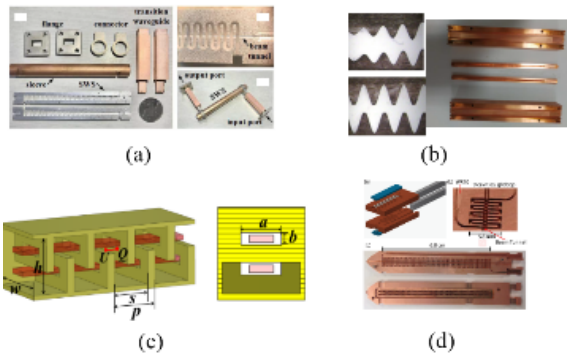 flange
connector
transition
waveguide
sleeve
SWS
beam
tunnel
output port
SWS
input port
(a)
(b)
a
b
h
U
O
w
s
p
(c)
(d)